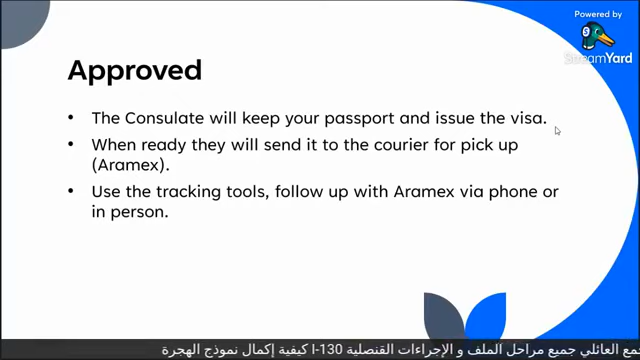 Powered by
StreamYard
Approved
• The Consulate will keep your passport and issue the visa.
• When ready they will send it to the courier for pick up
(Aramex).
• Use the tracking tools, follow up with Aramex via phone or
in person.
كيفية إكمال نموذج الهجرة I-130 جميع مراحل الملف و الإجراءات القنصلية